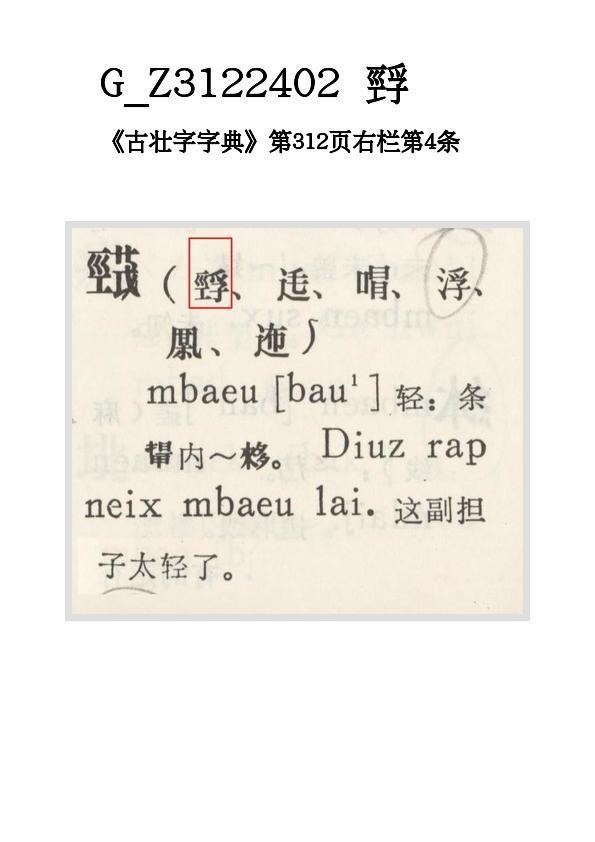 G_Z3122402
《古壮字字典》第312页右栏第4条
（、、、浮、
、）
mbaeu [bau¹] 轻：条
内～。 Diuz rap
neix mbaeu lai. 这副担
子太轻了。